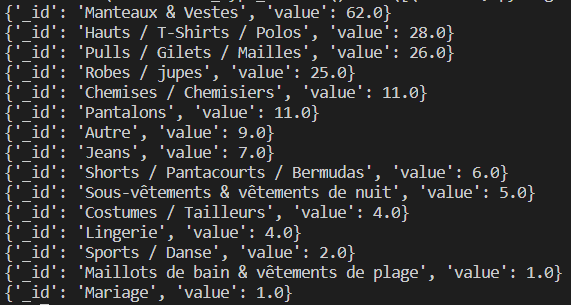 {'_id': 'Manteaux & Vestes', 'value': 62.0}
{'_id': 'Hauts / T-Shirts / Polos', 'value': 28.0}
{'_id': 'Pulls / Gilets / Mailles', 'value': 26.0}
{'_id': 'Robes / jupes', 'value': 25.0}
{'_id': 'Chemises / Chemisiers', 'value': 11.0}
{'_id': 'Pantalons', 'value': 11.0}
{'_id': 'Autre', 'value': 9.0}
{'_id': 'Jeans', 'value': 7.0}
{'_id': 'Shorts / Pantacourts / Bermudas', 'value': 6.0}
{'_id': 'Sous-vêtements & vêtements de nuit', 'value': 5.0}
{'_id': 'Costumes / Tailleurs', 'value': 4.0}
{'_id': 'Lingerie', 'value': 4.0}
{'_id': 'Sports / Danse', 'value': 2.0}
{'_id': 'Maillots de bain & vêtements de plage', 'value': 1.0}
{'_id': 'Mariage', 'value': 1.0}